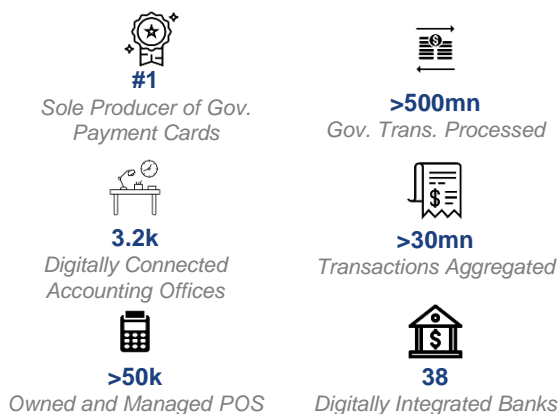 #1
Sole Producer of Gov.
Payment Cards
>500mn
Gov. Trans. Processed
3.2k
Digitally Connected
Accounting Offices
>30mn
Transactions Aggregated
>50k
Owned and Managed POS
38
Digitally Integrated Banks